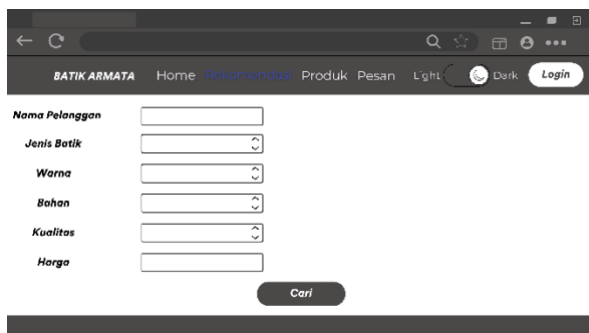 BATIK ARMATA Home Produk Pesan Light Dark Login
Nama Pelanggan
Jenis Batik
Warna
Bahan
Kualitas
Harga
Cari